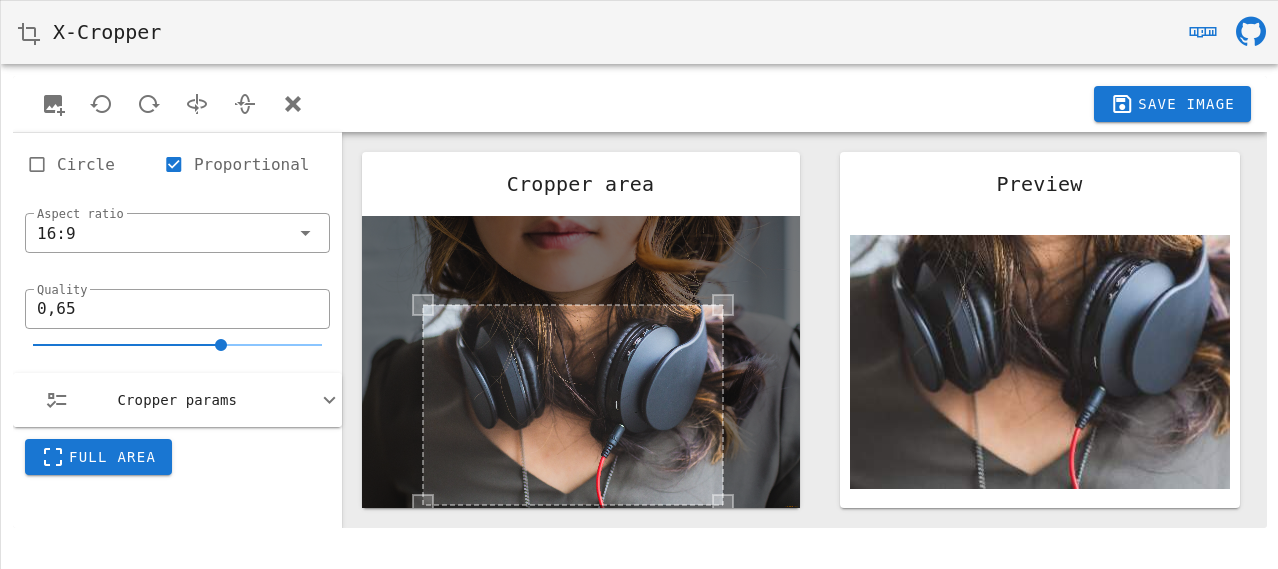 X-Cropper
npm
SAVE IMAGE
Circle
Proportional
Aspect ratio
16:9
Quality
0,65
Cropper params
FULL AREA
Cropper area
Preview